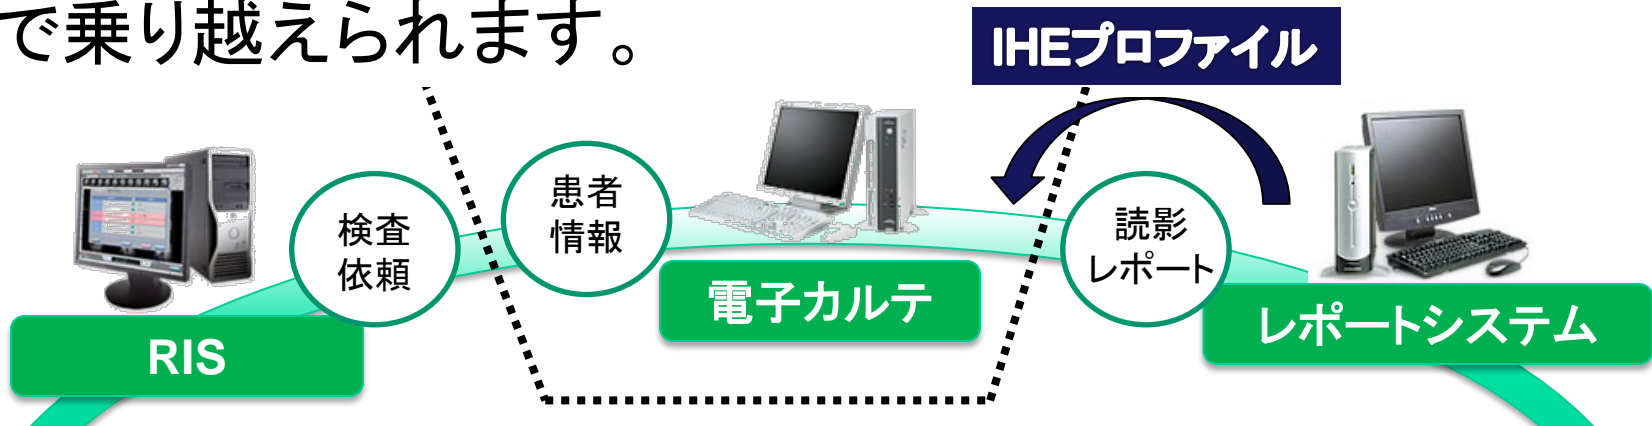 で乗り越えられます。
IHEプロファイル
検査
依頼
患者
情報
読影
レポート
RIS
電子カルテ
レポートシステム